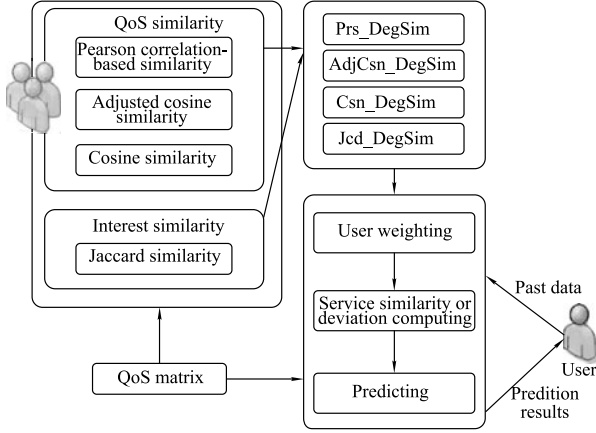 QoS similarity
Pearson correlation-
based similarity
Adjusted cosine
similarity
Cosine similarity
Interest similarity
Jaccard similarity
QoS matrix
Prs_DegSim
AdjCsn_DegSim
Csn_DegSim
Jcd_DegSim
User weighting
Service similarity or
deviation computing
Predicting
Past data
User
Predition
results